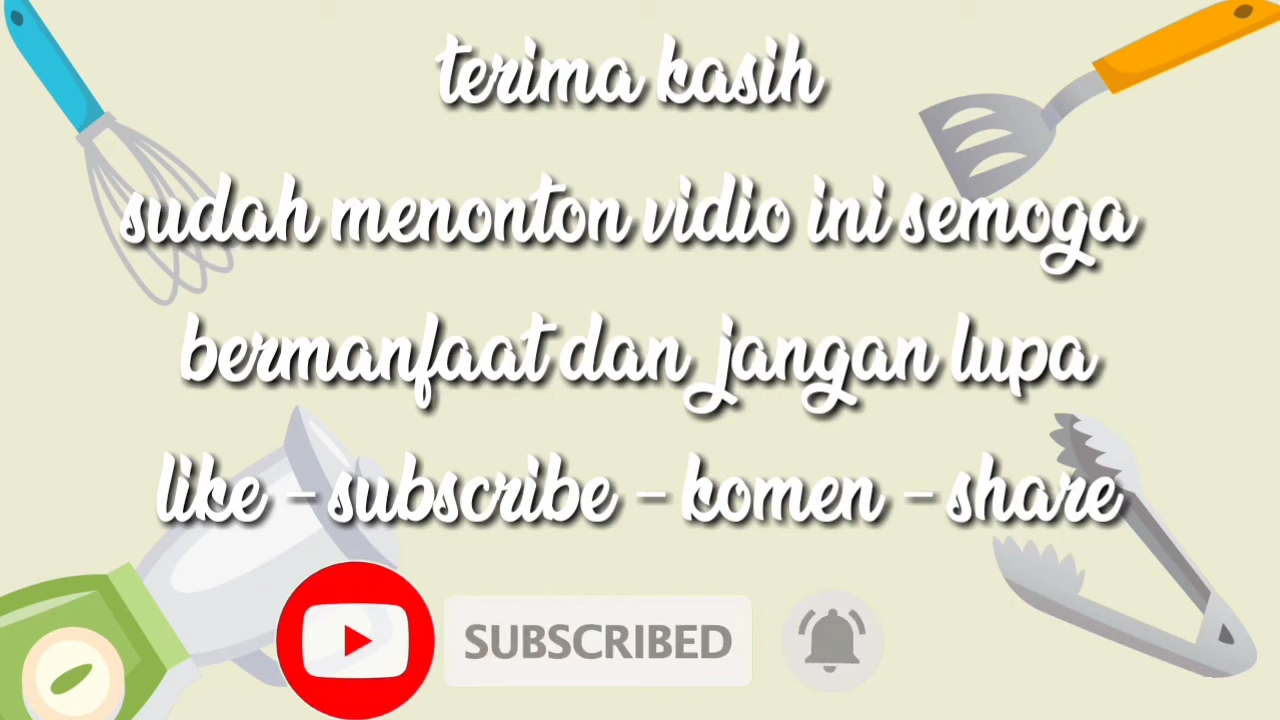 terima kasih
sudah menonton vidio ini semoga
bermanfaat dan jangan lupa
like - subscribe - komen - share
SUBSCRIBED